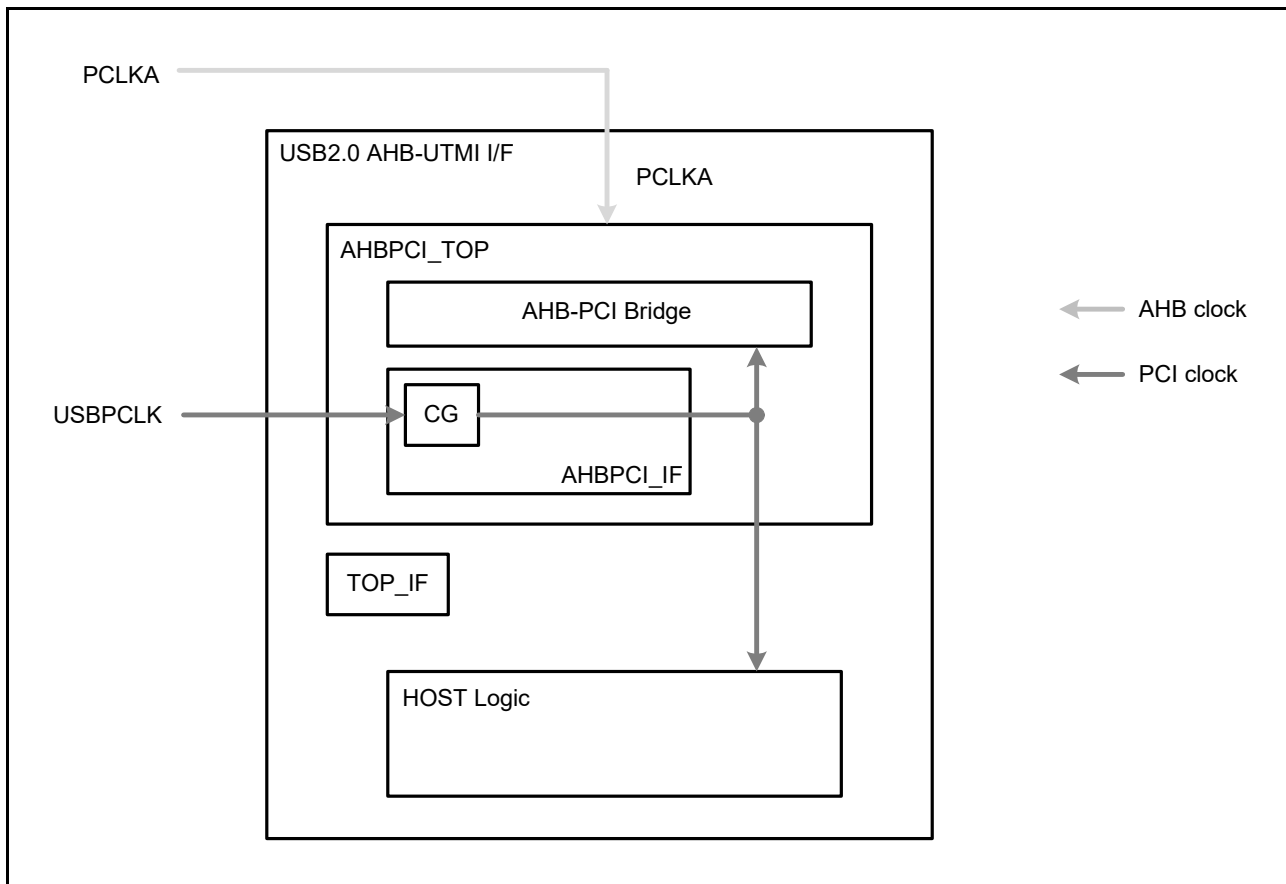 PCLKA
USB2.0 AHB-UTMI I/F
PCLKA
AHBPCI_TOP
AHB-PCI Bridge
AHB clock
PCI clock
USBPCLK
CG
AHBPCI_IF
TOP_IF
HOST Logic